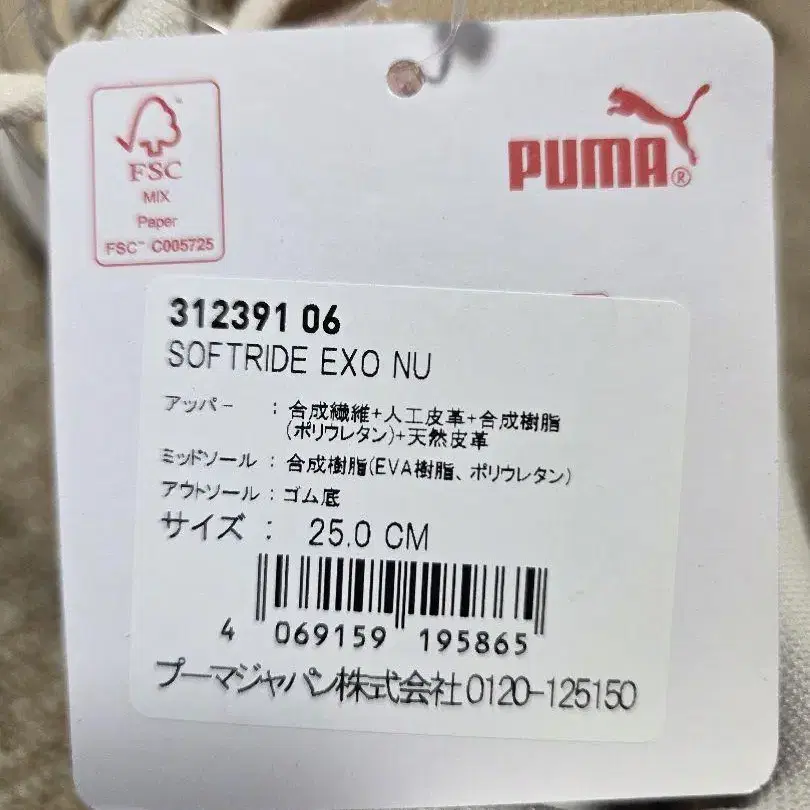 FSC
MIX
Paper
FSC™ C005725
PUMA®
312391 06
SOFTRIDE EXO NU
アッパー : 合成繊維+人工皮革+合成樹脂
(ポリウレタン)+天然皮革
ミッドソール : 合成樹脂(EVA樹脂、ポリウレタン)
アウトソール : ゴム底
サイズ : 25.0 CM
4 069159 195865
プーマジャパン株式会社0120-125150